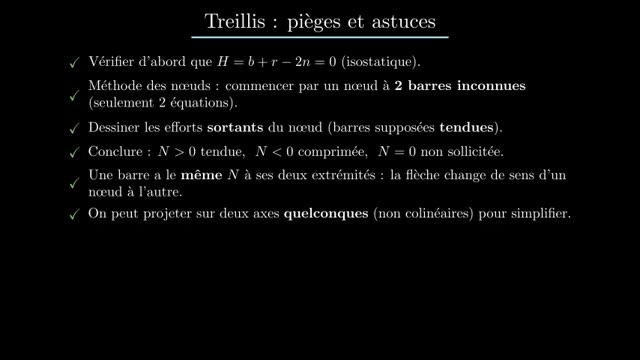 Treillis : pièges et astuces
✓ Vérifier d'abord que H = b + r − 2n = 0 (isostatique).
✓ Méthode des nœuds : commencer par un nœud à 2 barres inconnues
(seulement 2 équations).
✓ Dessiner les efforts sortants du nœud (barres supposées tendues).
✓ Conclure : N > 0 tendue, N < 0 comprimée, N = 0 non sollicitée.
✓ Une barre a le même N à ses deux extrémités : la flèche change de sens d'un
nœud à l'autre.
✓ On peut projeter sur deux axes quelconques (non colinéaires) pour simplifier.